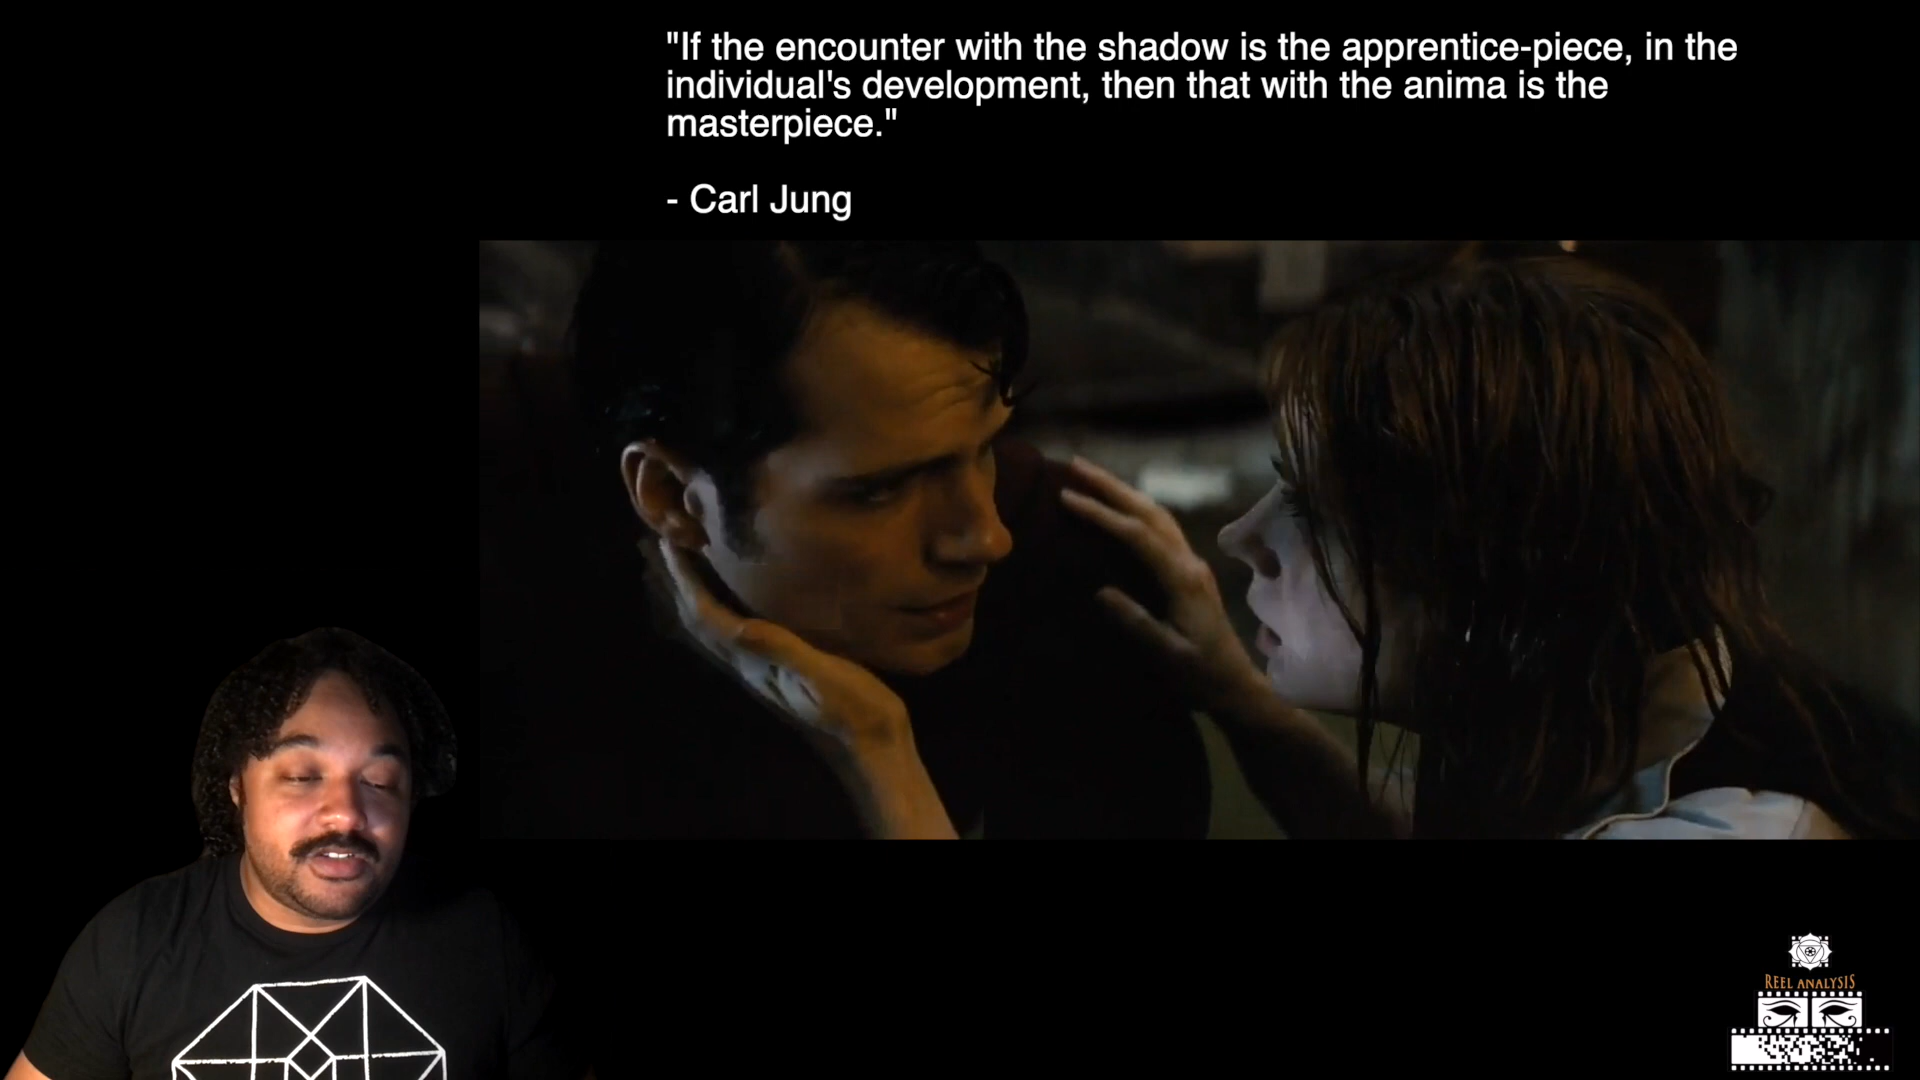 "If the encounter with the shadow is the apprentice-piece, in the
individual's development, then that with the anima is the
masterpiece."
- Carl Jung
REEL ANALYSIS